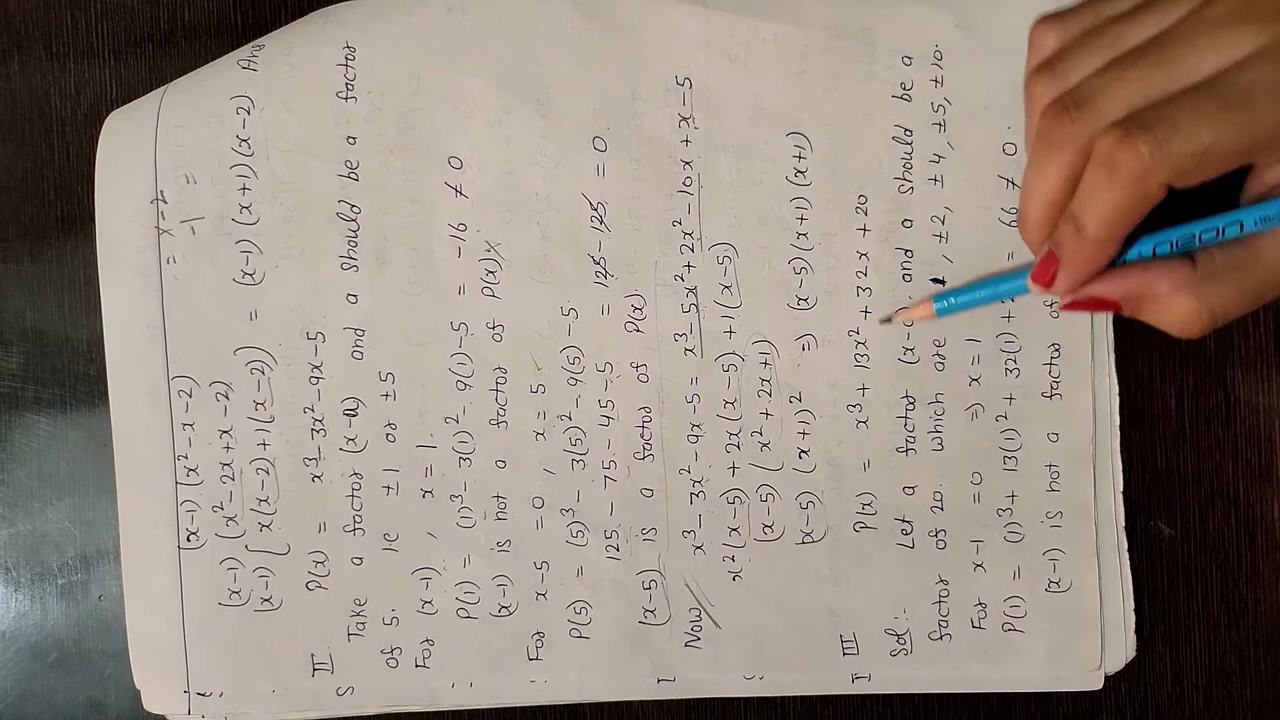 = x-2
-1 =
(x-1) (x²-x-2)
(x-1) (x²-2x+x-2)
(x-1) [x(x-2)+1(x-2)) = (x-1) (x+1)(x-2). Ans
II P(x) = x³-3x²-9x-5.
S Take a factor (x-a) and a should be a factor
of 5. ie ±1 or ±5
For (x-1), x=1.
P(1) = (1)³-3(1)²-9(1)-5 = -16 ≠ 0
(x-1) is not a factor of P(x)
For x-5 =0, x=5
P(5) = (5)³-3(5)²-9(5)-5.
125-75-45-5 = 125-125 = 0.
(x-5) is a factor of P(x).
Now x³-3x²-9x-5 = x³-5x²+2x²-10x+x-5
x²(x-5)+2x(x-5)+1(x-5)
(x-5) (x²+2x+1)
(x-5) (x+1)² => (x-5)(x+1)(x+1)
III P(x) = x³+13x²+32x+20
Sol:- Let a factor and a should be a
factor of 20. which are , ±2, ±4, ±5, ±10.
For x-1 =0 => x=1
P(1) = (1)³+13(1)²+32(1)+ = 66 ≠ 0.
(x-1) is not a factor of